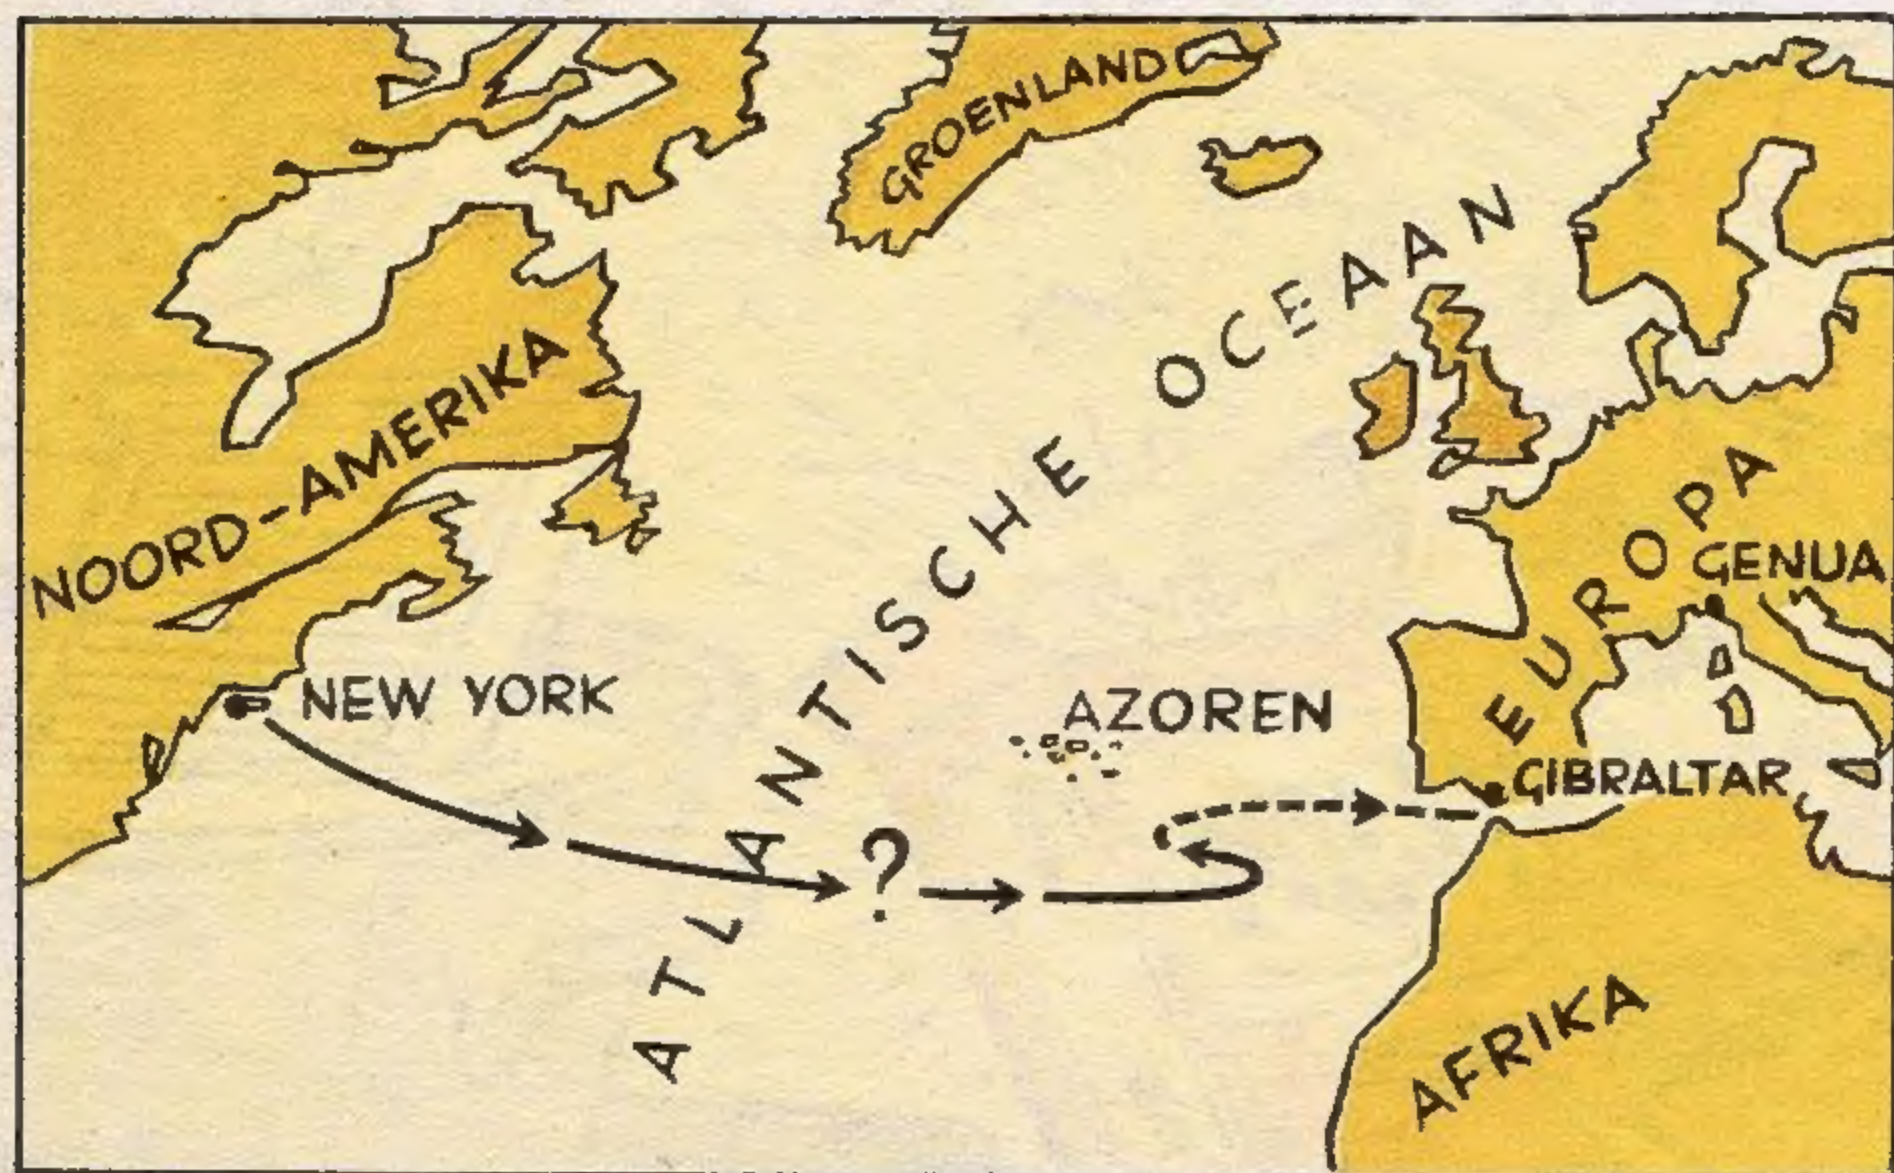 GROENLAND
ATLANTISCHE OCEAAN
NOORD-AMERIKA
EUROPA
GENUA
NEW YORK
AZOREN
GIBRALTAR
?
AFRIKA